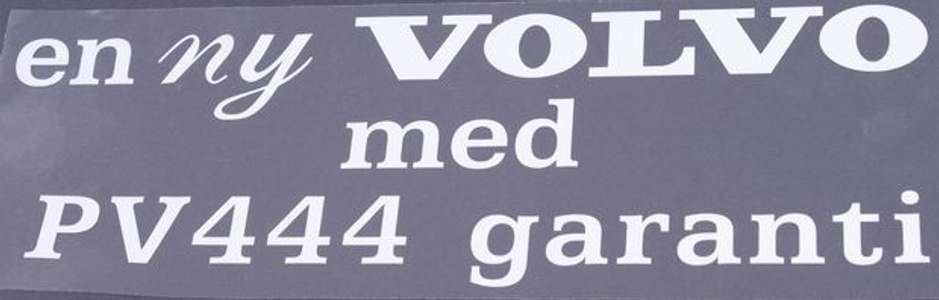 en ny VOLVO
med
PV444 garanti